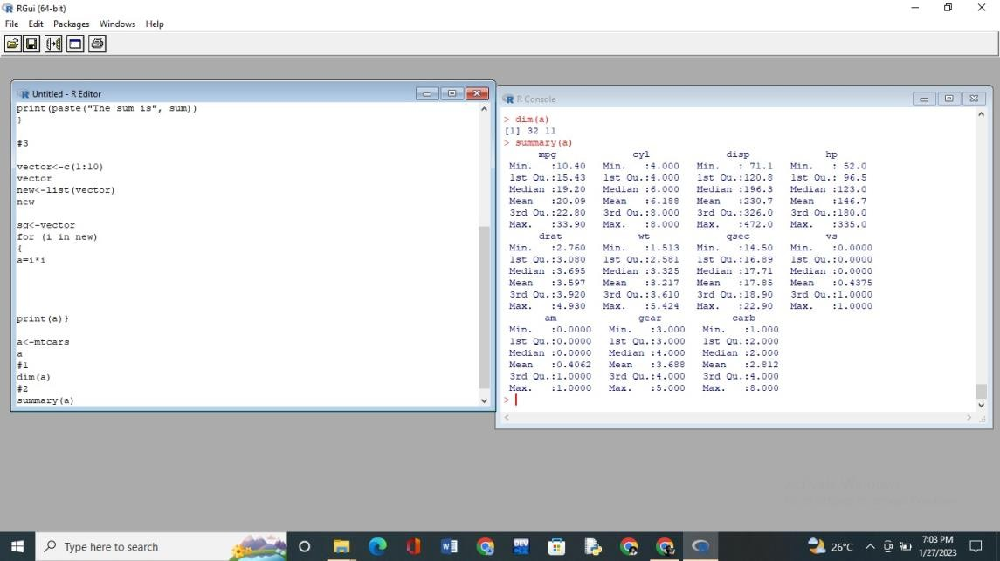 RGui (64-bit)
File Edit Packages Windows Help
Untitled - R Editor
print(paste("The sum is", sum))
}
#3
vector<-c(1:10)
vector
new<-list(vector)
new
sq<-vector
for (i in new)
{
a=i*i
print(a)}
a<-mtcars
a
#1
dim(a)
#2
summary(a)
R Console
> dim(a)
[1] 32 11
> summary(a)
mpg cyl disp hp
Min. :10.40 Min. :4.000 Min. : 71.1 Min. : 52.0
1st Qu.:15.43 1st Qu.:4.000 1st Qu.:120.8 1st Qu.: 96.5
Median :19.20 Median :6.000 Median :196.3 Median :123.0
Mean :20.09 Mean :6.188 Mean :230.7 Mean :146.7
3rd Qu.:22.80 3rd Qu.:8.000 3rd Qu.:326.0 3rd Qu.:180.0
Max. :33.90 Max. :8.000 Max. :472.0 Max. :335.0
drat wt qsec vs
Min. :2.760 Min. :1.513 Min. :14.50 Min. :0.0000
1st Qu.:3.080 1st Qu.:2.581 1st Qu.:16.89 1st Qu.:0.0000
Median :3.695 Median :3.325 Median :17.71 Median :0.0000
Mean :3.597 Mean :3.217 Mean :17.85 Mean :0.4375
3rd Qu.:3.920 3rd Qu.:3.610 3rd Qu.:18.90 3rd Qu.:1.0000
Max. :4.930 Max. :5.424 Max. :22.90 Max. :1.0000
am gear carb
Min. :0.0000 Min. :3.000 Min. :1.000
1st Qu.:0.0000 1st Qu.:3.000 1st Qu.:2.000
Median :0.0000 Median :4.000 Median :2.000
Mean :0.4062 Mean :3.688 Mean :2.812
3rd Qu.:1.0000 3rd Qu.:4.000 3rd Qu.:4.000
Max. :1.0000 Max. :5.000 Max. :8.000
>
Type here to search
DEV
26°C
7:03 PM
1/27/2023